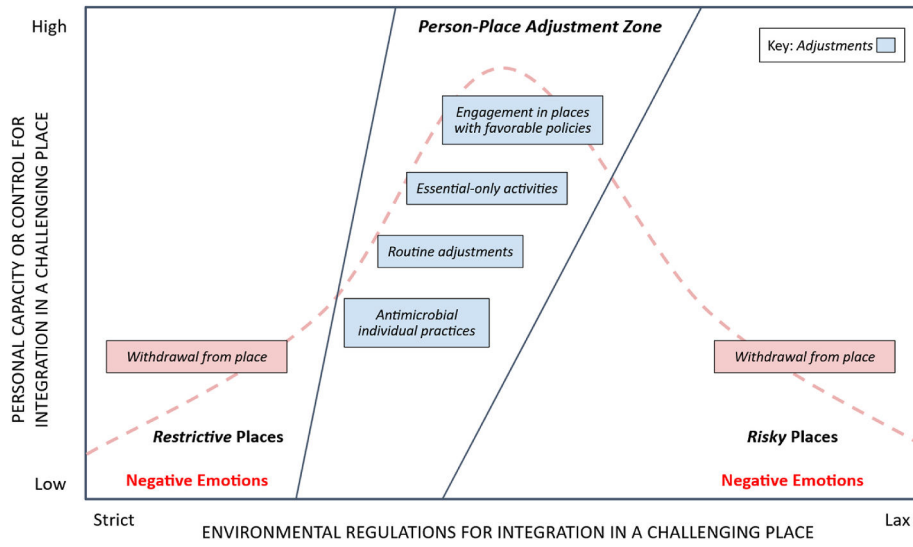 High
Person-Place Adjustment Zone
Key: Adjustments
PERSONAL CAPACITY OR CONTROL FOR
INTEGRATION IN A CHALLENGING PLACE
Engagement in places
with favorable policies
Essential-only activities
Routine adjustments
Antimicrobial
individual practices
Withdrawal from place
Withdrawal from place
Restrictive Places
Risky Places
Low
Negative Emotions
Negative Emotions
Strict
Lax
ENVIRONMENTAL REGULATIONS FOR INTEGRATION IN A CHALLENGING PLACE